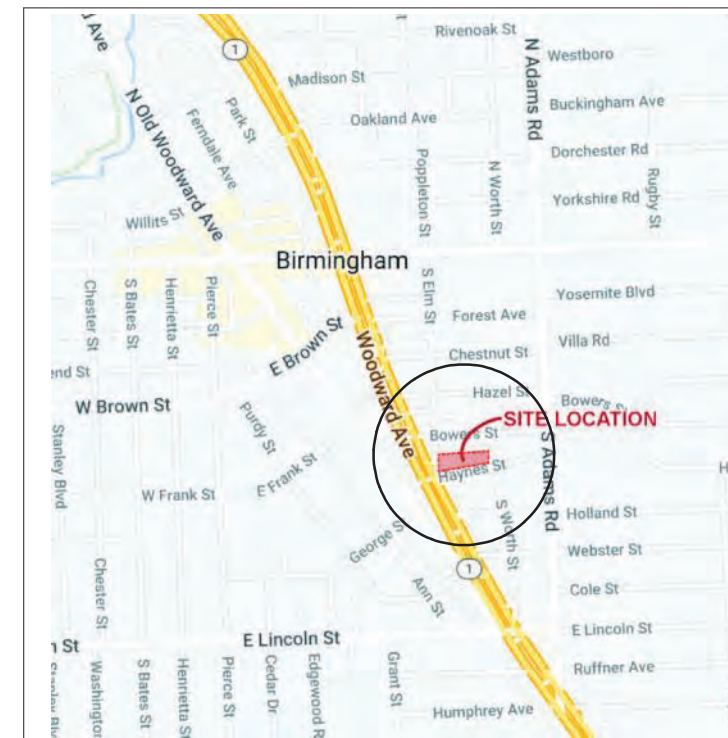 Rivenoak St
1
Westboro
Madison St
N Adams Rd
Park St
Buckingham Ave
N Old Woodward Ave
Ferndale Ave
Oakland Ave
Dorchester Rd
Poppleton St
N Worth St
Rugby St
Yorkshire Rd
Willits St
Birmingham
Chester St
S Bates St
Henrietta St
Pierce St
S Elm St
Yosemite Blvd
Forest Ave
E Brown St
Woodward Ave
Villa Rd
Chestnut St
end St
Hazel St
W Brown St
Bowers St
SITE LOCATION
Purdy St
Bowers St
Stanley Blvd
S Adams Rd
Haynes St
E Frank St
W Frank St
S Worth St
Holland St
George S
Webster St
1
Chester St
Ann St
Cole St
E Lincoln St
n St
E Lincoln St
Ruffner Ave
Washington
S Bates St
Henrietta St
Pierce St
Cedar Dr
Edgewood R
Grant St
Humphrey Ave